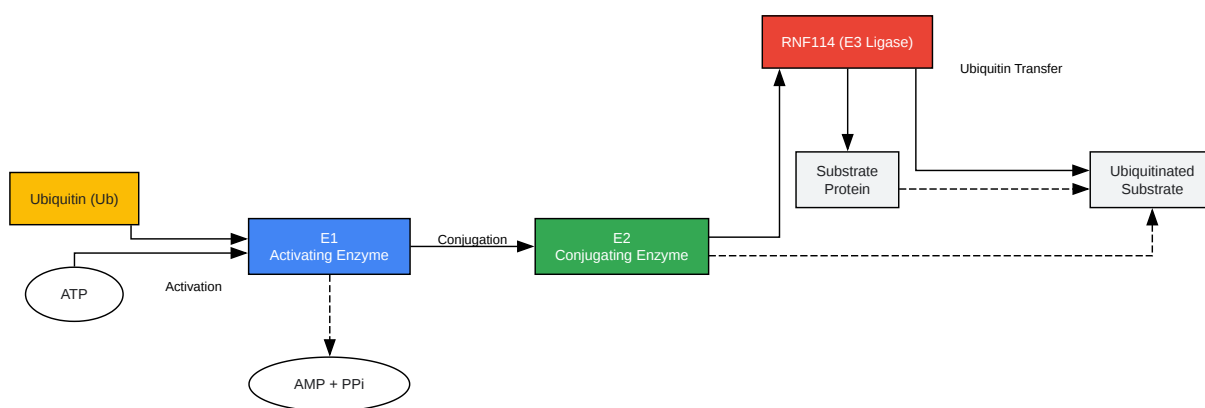 RNF114 (E3 Ligase)
Ubiquitin Transfer
Substrate
Protein
Ubiquitinated
Substrate
Ubiquitin (Ub)
E1
Activating Enzyme
Conjugation
E2
Conjugating Enzyme
ATP
Activation
AMP + PPi